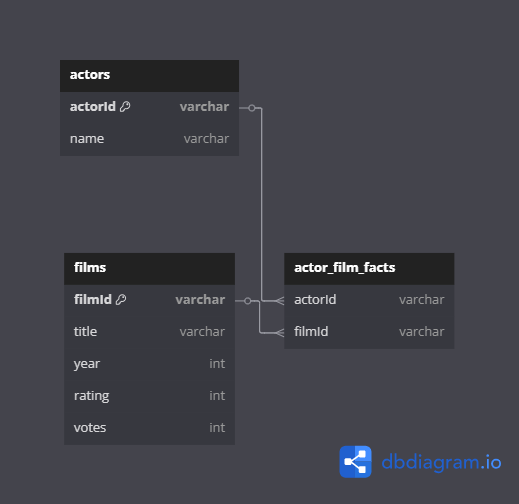 actors
actorId varchar
name varchar
films
filmId varchar
title varchar
year int
rating int
votes int
actor_film_facts
actorId varchar
filmId varchar
dbdiagram.io